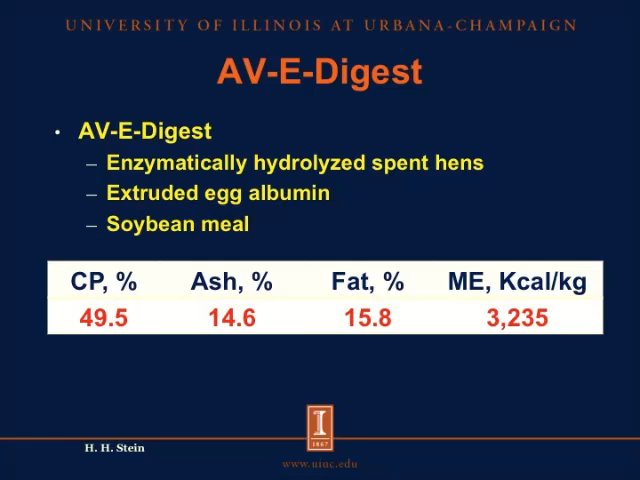 UNIVERSITY OF ILLINOIS AT URBANA-CHAMPAIGN
AV-E-Digest
• AV-E-Digest
– Enzymatically hydrolyzed spent hens
– Extruded egg albumin
– Soybean meal
CP, % Ash, % Fat, % ME, Kcal/kg
49.5 14.6 15.8 3,235
I
1867
H. H. Stein
www.uiuc.edu